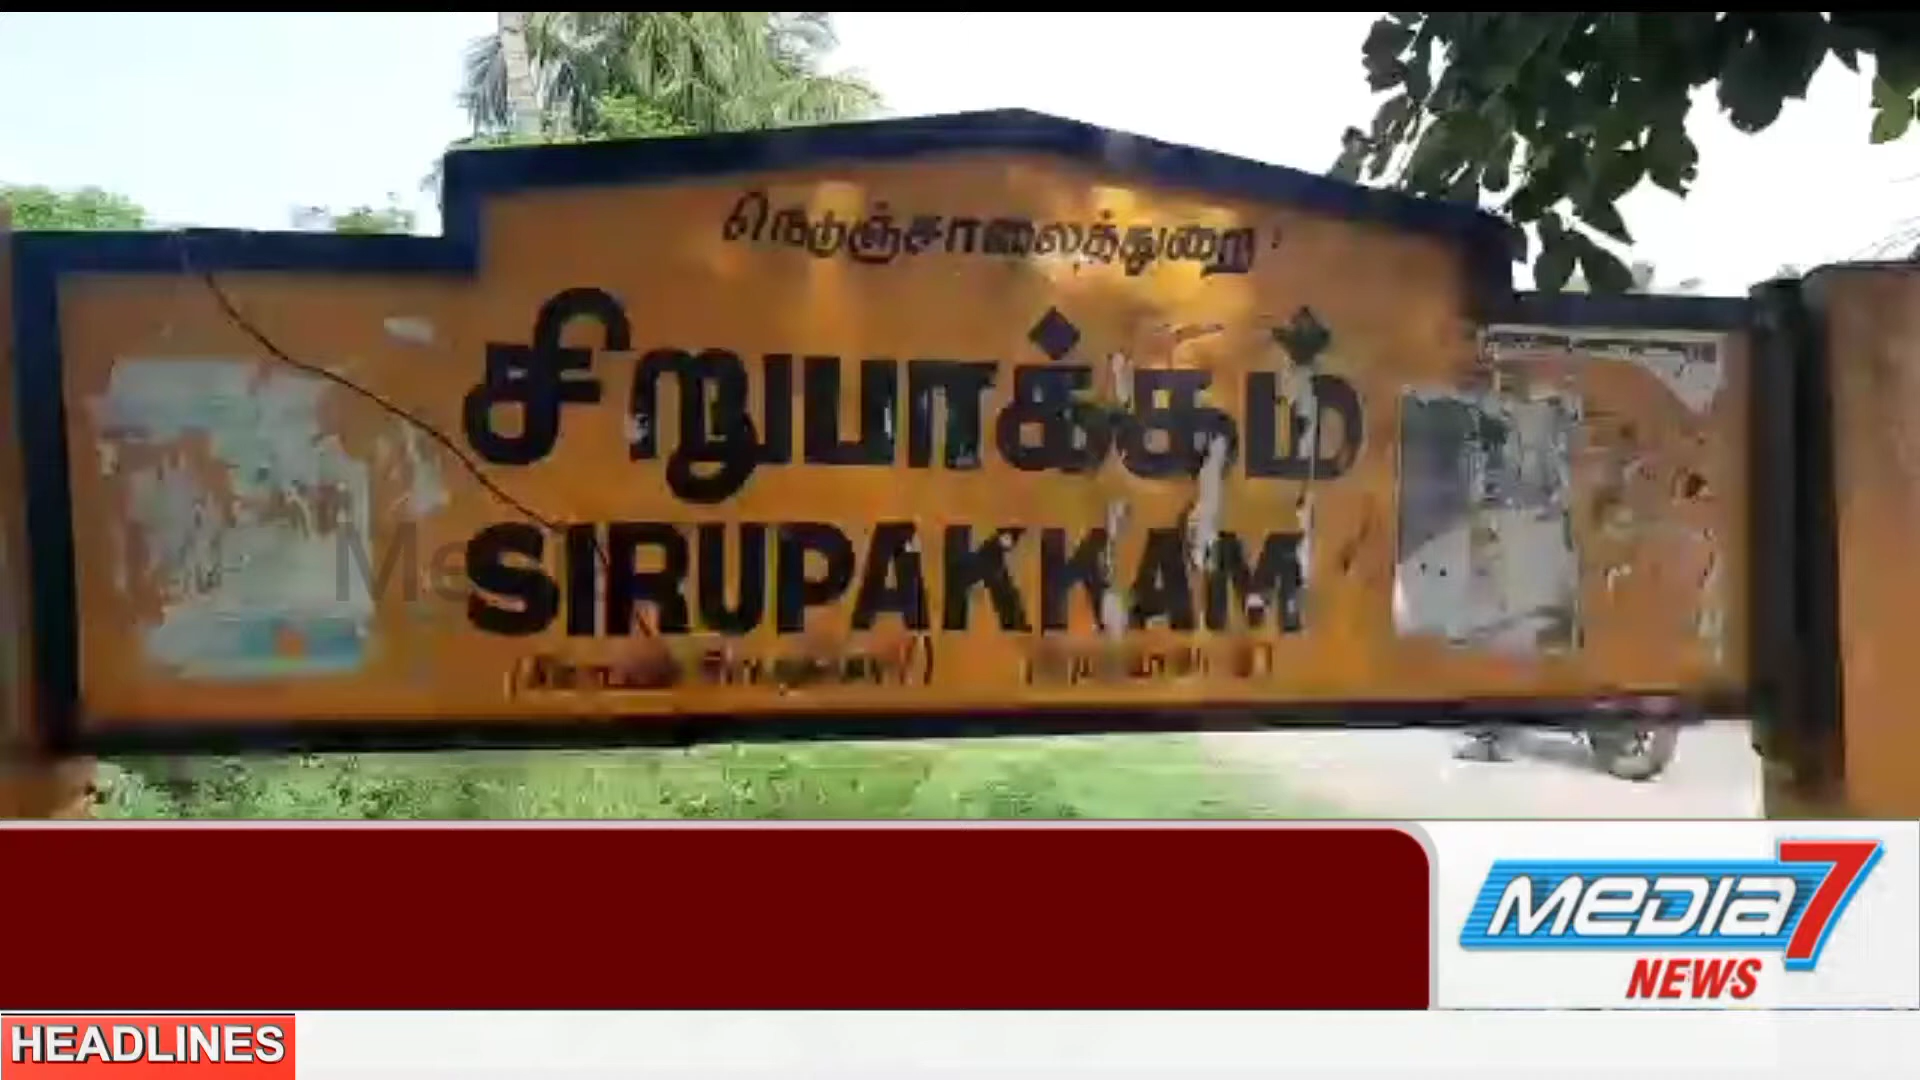 நெடுஞ்சாலைத்துறை
சிறுபாக்கம்
SIRUPAKKAM
MEDIA7
NEWS
HEADLINES